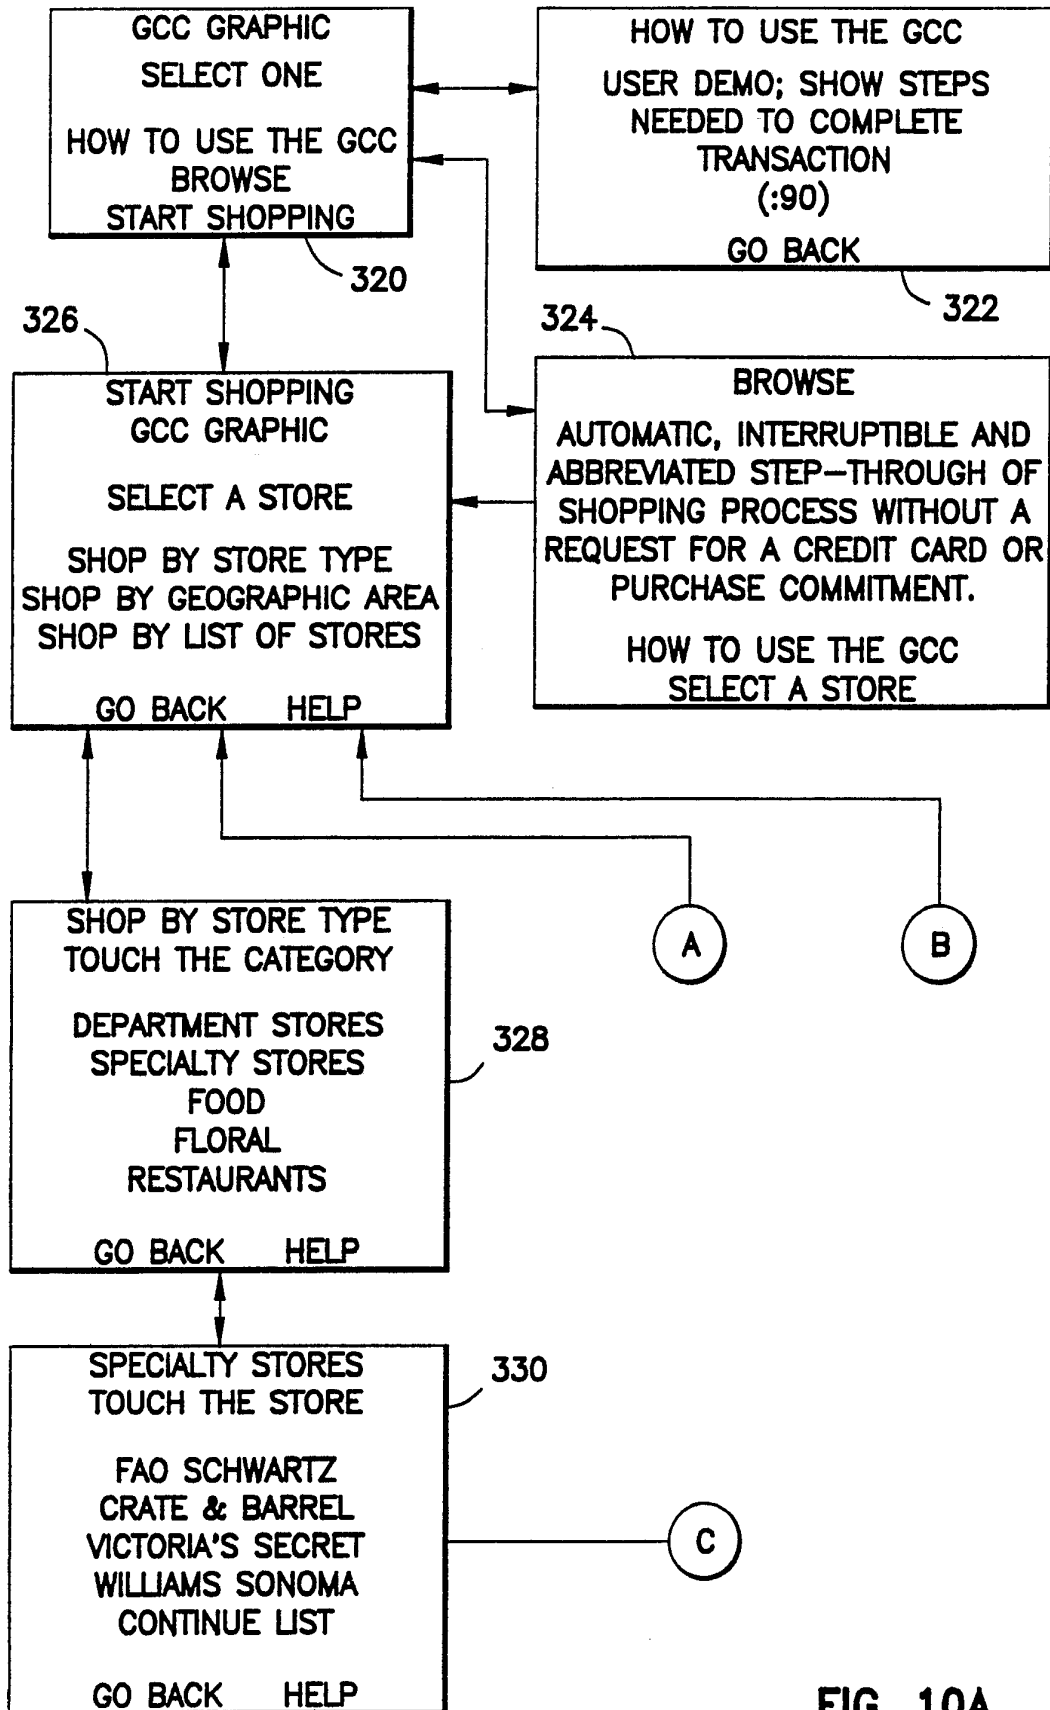 GCC GRAPHIC
SELECT ONE
HOW TO USE THE GCC
BROWSE
START SHOPPING
320
HOW TO USE THE GCC
USER DEMO; SHOW STEPS
NEEDED TO COMPLETE
TRANSACTION
(:90)
GO BACK
322
326
START SHOPPING
GCC GRAPHIC
SELECT A STORE
SHOP BY STORE TYPE
SHOP BY GEOGRAPHIC AREA
SHOP BY LIST OF STORES
GO BACK HELP
324
BROWSE
AUTOMATIC, INTERRUPTIBLE AND
ABBREVIATED STEP-THROUGH OF
SHOPPING PROCESS WITHOUT A
REQUEST FOR A CREDIT CARD OR
PURCHASE COMMITMENT.
HOW TO USE THE GCC
SELECT A STORE
A
B
SHOP BY STORE TYPE
TOUCH THE CATEGORY
DEPARTMENT STORES
SPECIALTY STORES
FOOD
FLORAL
RESTAURANTS
GO BACK HELP
328
SPECIALTY STORES
TOUCH THE STORE
FAO SCHWARTZ
CRATE & BARREL
VICTORIA'S SECRET
WILLIAMS SONOMA
CONTINUE LIST
GO BACK HELP
330
C
FIG. 10A